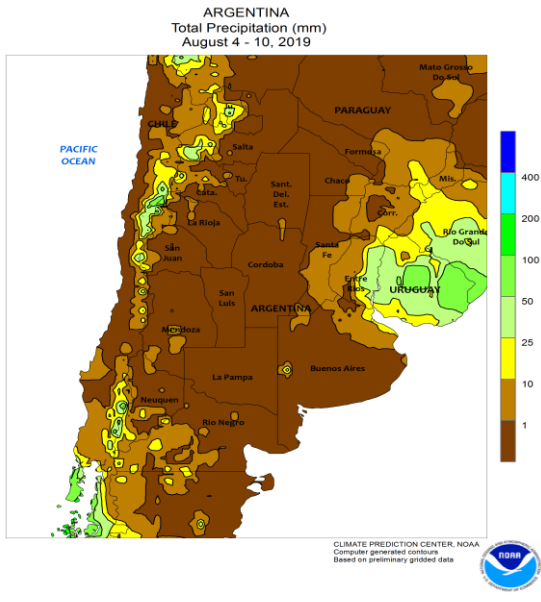 ARGENTINA
Total Precipitation (mm)
August 4 - 10, 2019
Mato Grosso
Do Sul
PARAGUAY
CHILE
PACIFIC
OCEAN
Salta
Formosa
Tu.
Chaco
Mis.
Cata.
Sant.
Del.
Est.
Corr.
La Rioja
Rio Grande
Do Sul
San
Juan
Santa
Fe
Cordoba
Entre
Rios
URUGUAY
San
Luis
ARGENTINA
Mendoza
Buenos Aires
La Pampa
Neuquen
Rio Negro
400
200
100
50
25
10
1
CLIMATE PREDICTION CENTER, NOAA
Computer generated contours
Based on preliminary gridded data
NOAA